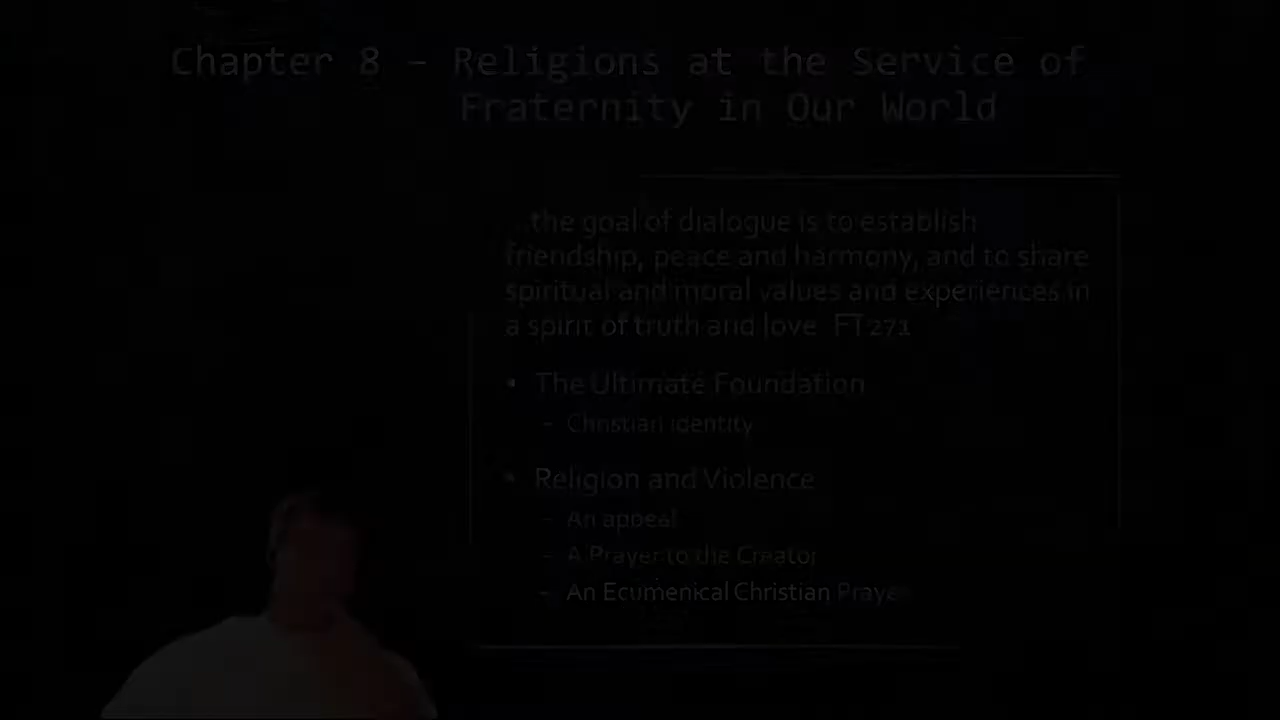 Chapter 8 – Religions at the Service of
Fraternity in Our World
...the goal of dialogue is to establish
friendship, peace and harmony, and to share
spiritual and moral values and experiences in
a spirit of truth and love FT 271
• The Ultimate Foundation
– Christian identity
• Religion and Violence
– An appeal
– A Prayer to the Creator
– An Ecumenical Christian Prayer